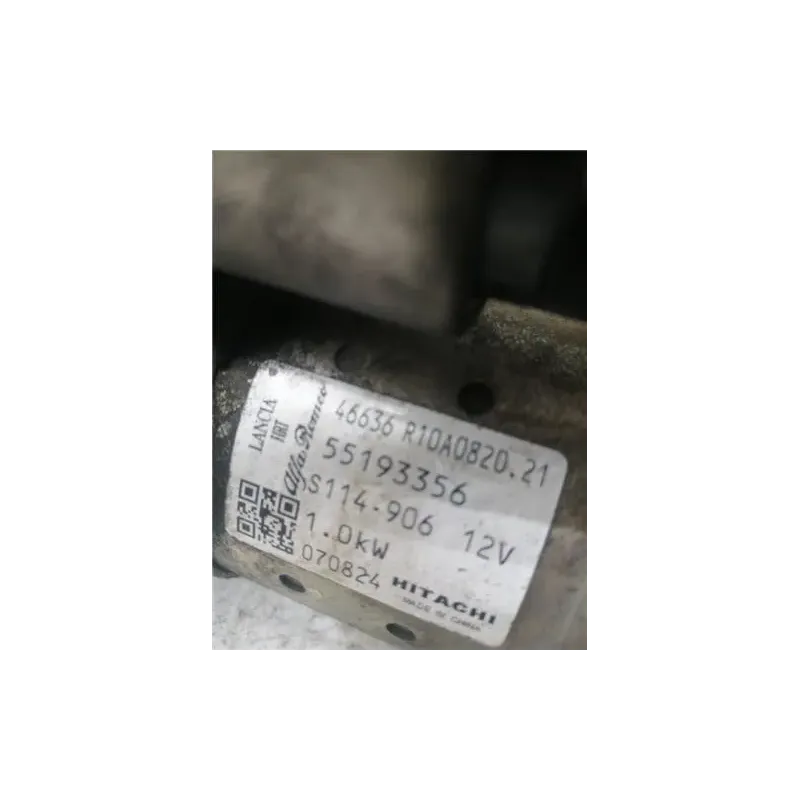 LANCIA
FIAT
Alfa Romeo
46636 R10A0820.21
55193356
S114-906 12V
1.0kW
070824 HITACHI
MADE IN CHINA